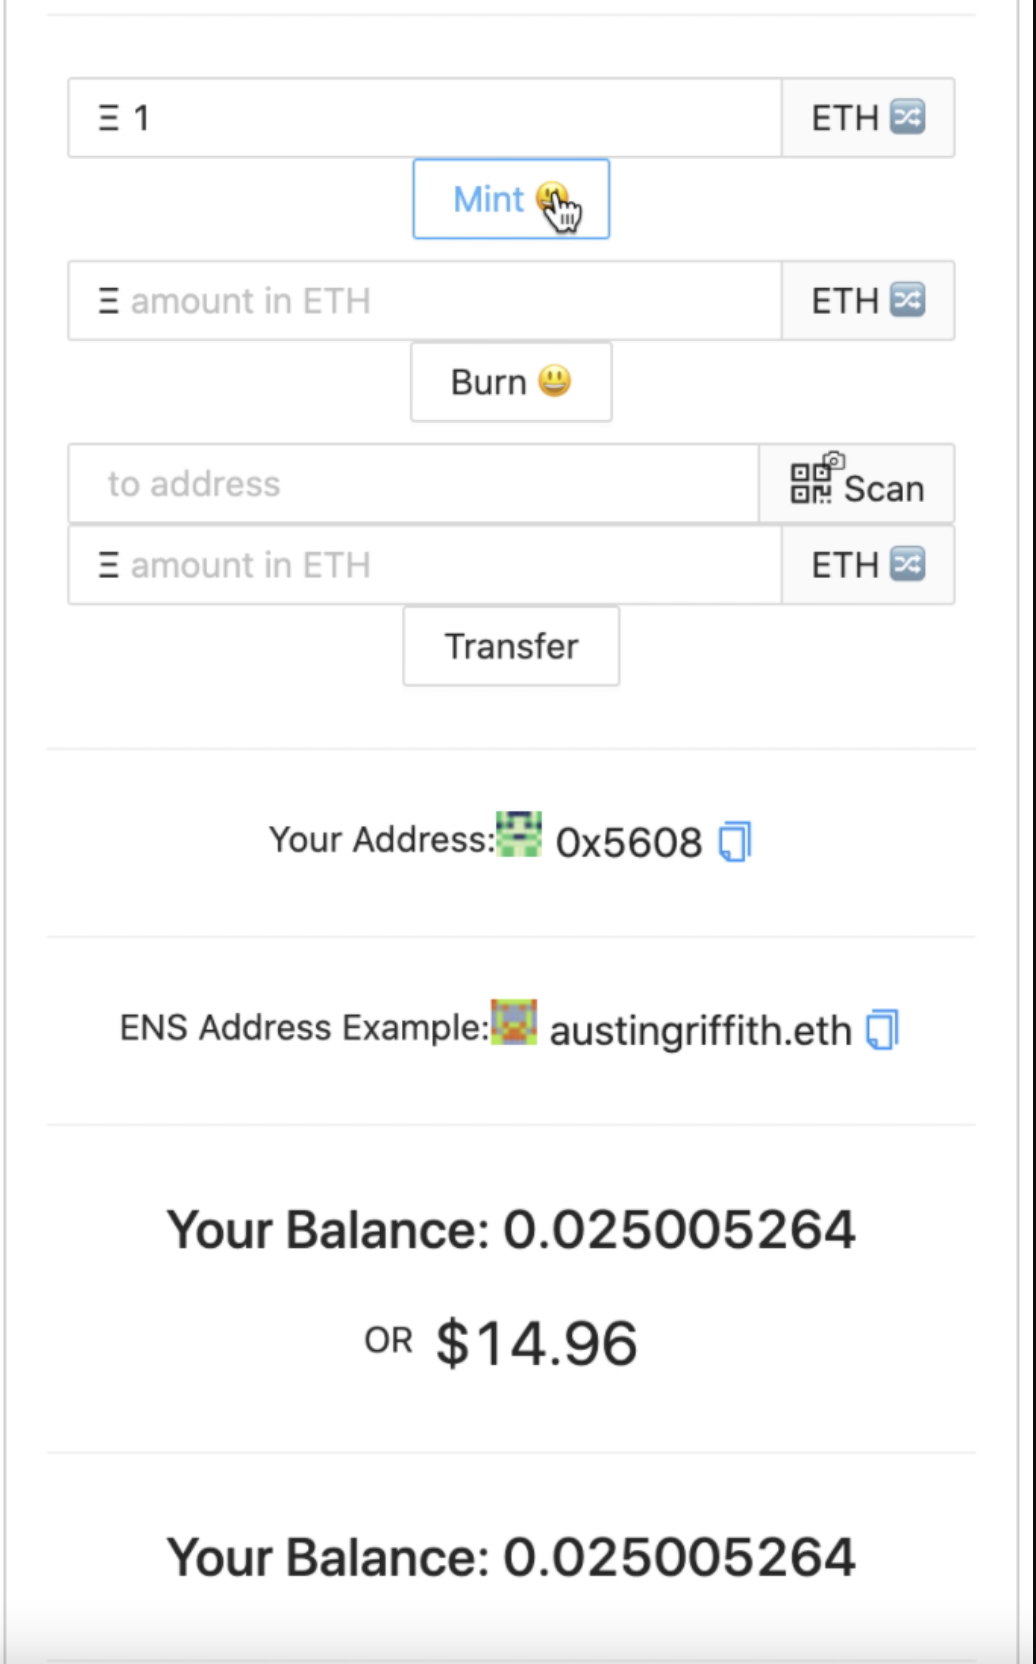 Ξ 1 ETH 🔀
Mint 😃
Ξ amount in ETH ETH 🔀
Burn 😃
to address Scan
Ξ amount in ETH ETH 🔀
Transfer
Your Address: 0x5608
ENS Address Example: austingriffith.eth
Your Balance: 0.025005264
OR $14.96
Your Balance: 0.025005264